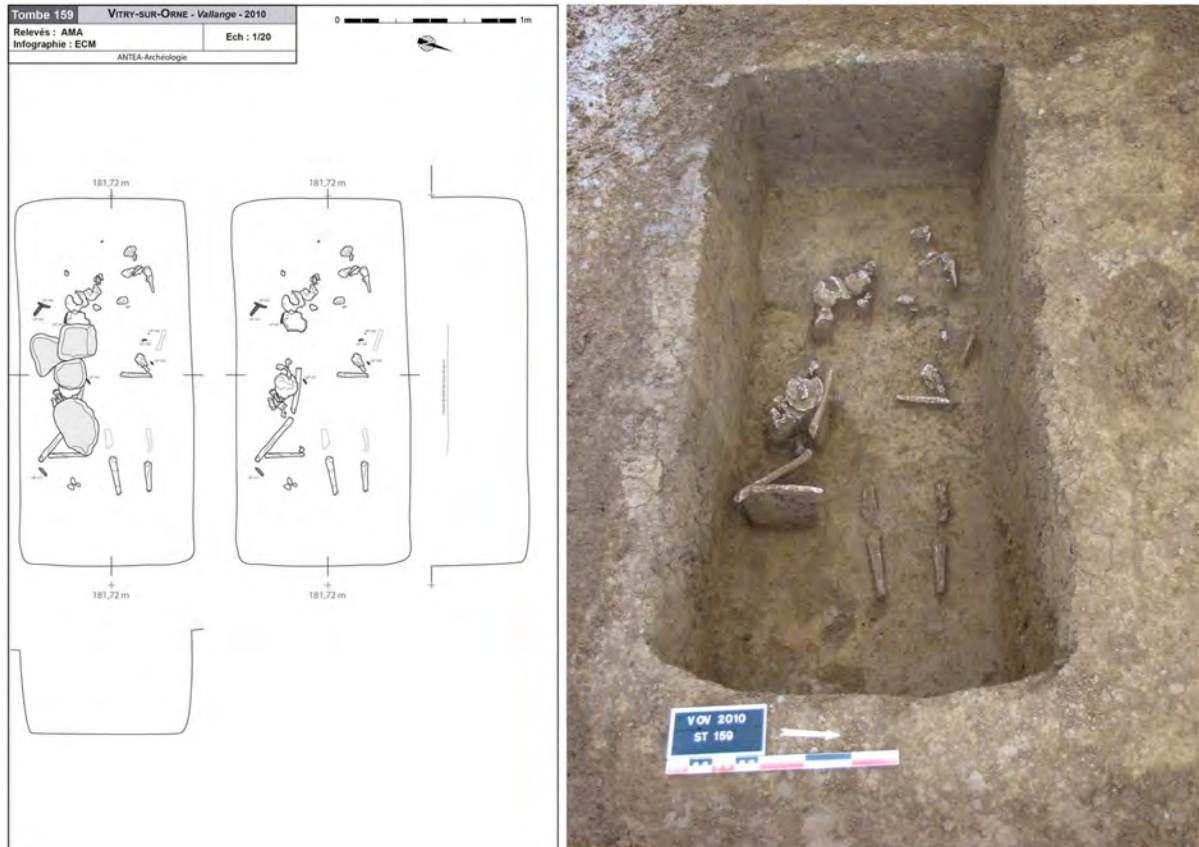 Tombe 159
VITRY-SUR-ORNE - Vallange - 2010
Relevés : AMA
Infographie : ECM
Ech : 1/20
ANTEA-Archéologie
0 1m
181,72 m
181,72 m
181,72 m
181,72 m
VOV 2010
ST 159